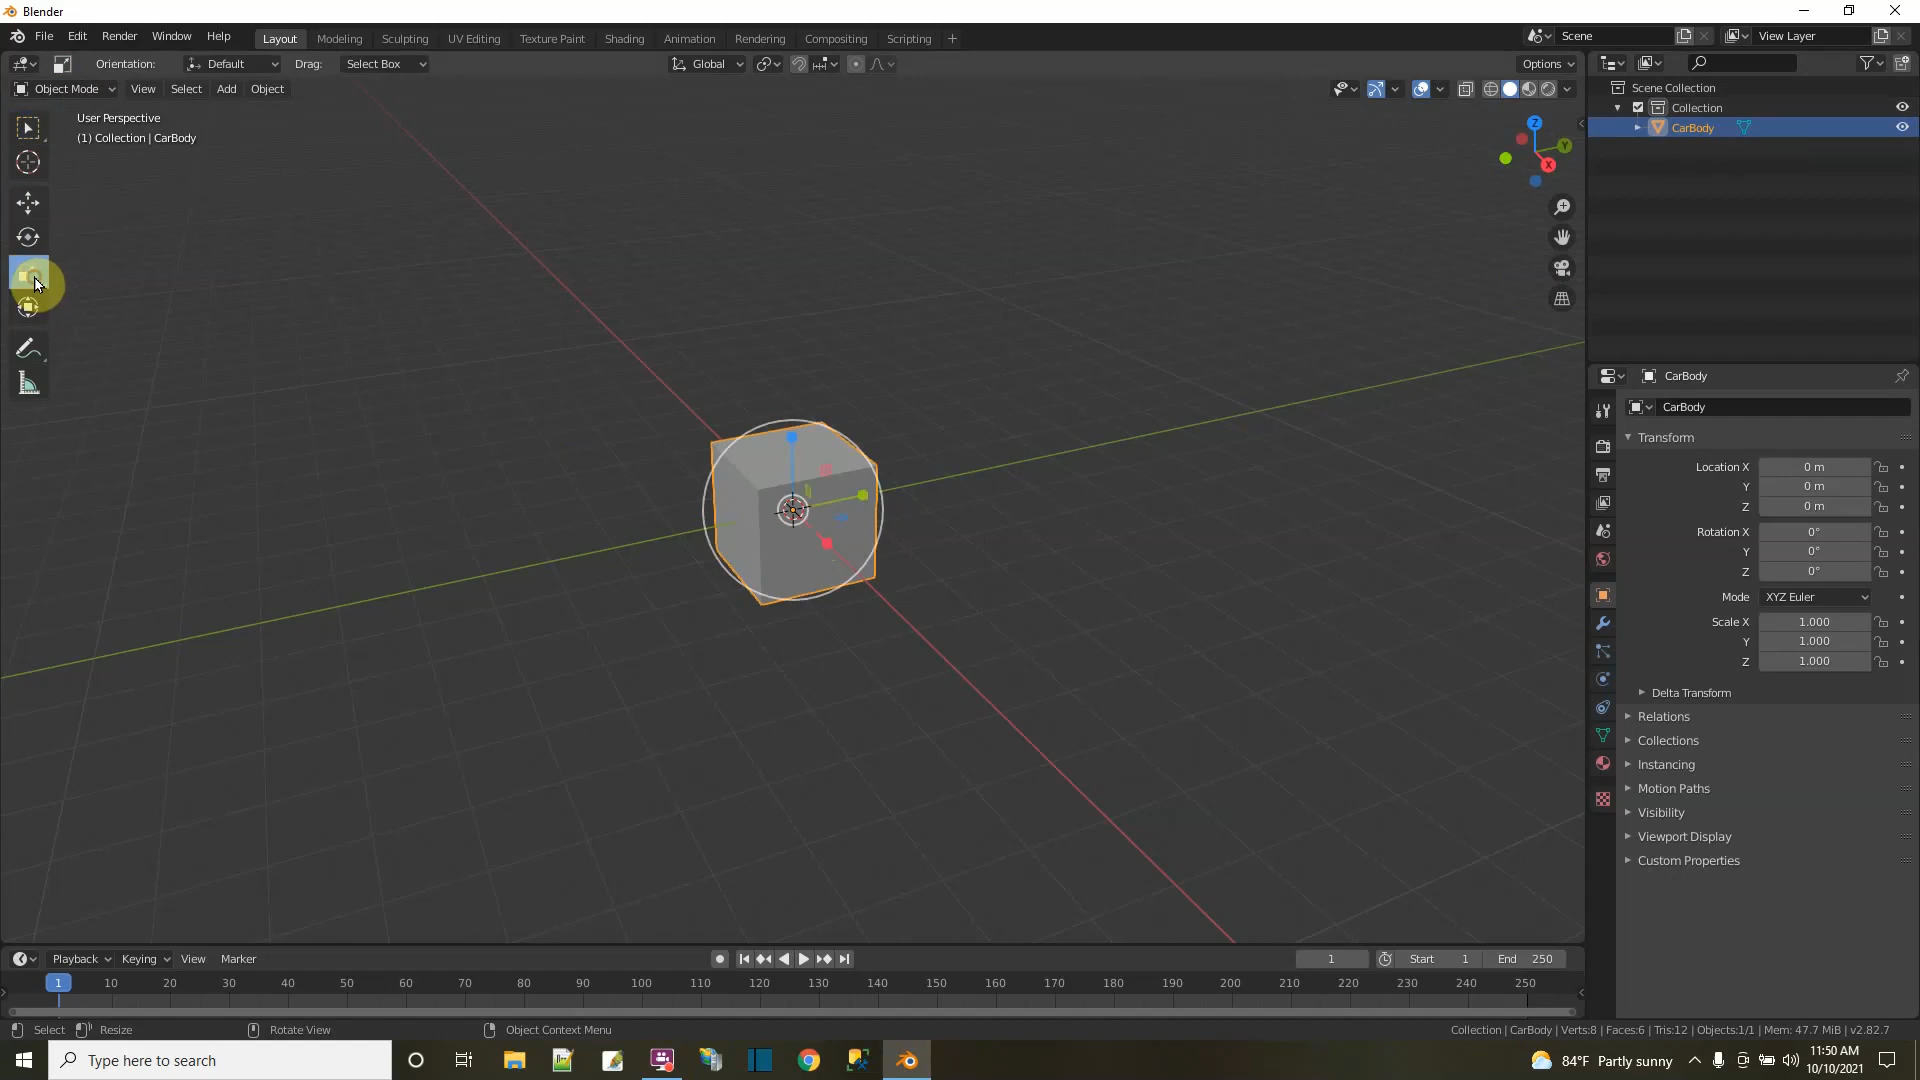 Blender
File Edit Render Window Help Layout Modeling Sculpting UV Editing Texture Paint Shading Animation Rendering Compositing Scripting + Scene View Layer
Orientation: Default Drag: Select Box Global Options
Object Mode View Select Add Object
User Perspective
(1) Collection | CarBody
Z
Y
X
Scene Collection
Collection
CarBody
CarBody
CarBody
Transform
Location X 0 m
Y 0 m
Z 0 m
Rotation X 0°
Y 0°
Z 0°
Mode XYZ Euler
Scale X 1.000
Y 1.000
Z 1.000
Delta Transform
Relations
Collections
Instancing
Motion Paths
Visibility
Viewport Display
Custom Properties
Playback Keying View Marker 1 Start 1 End 250
1 10 20 30 40 50 60 70 80 90 100 110 120 130 140 150 160 170 180 190 200 210 220 230 240 250
Select Resize Rotate View Object Context Menu Collection | CarBody | Verts:8 | Faces:6 | Tris:12 | Objects:1/1 | Mem: 47.7 MiB | v2.82.7
Type here to search 84°F Partly sunny 11:50 AM
10/10/2021